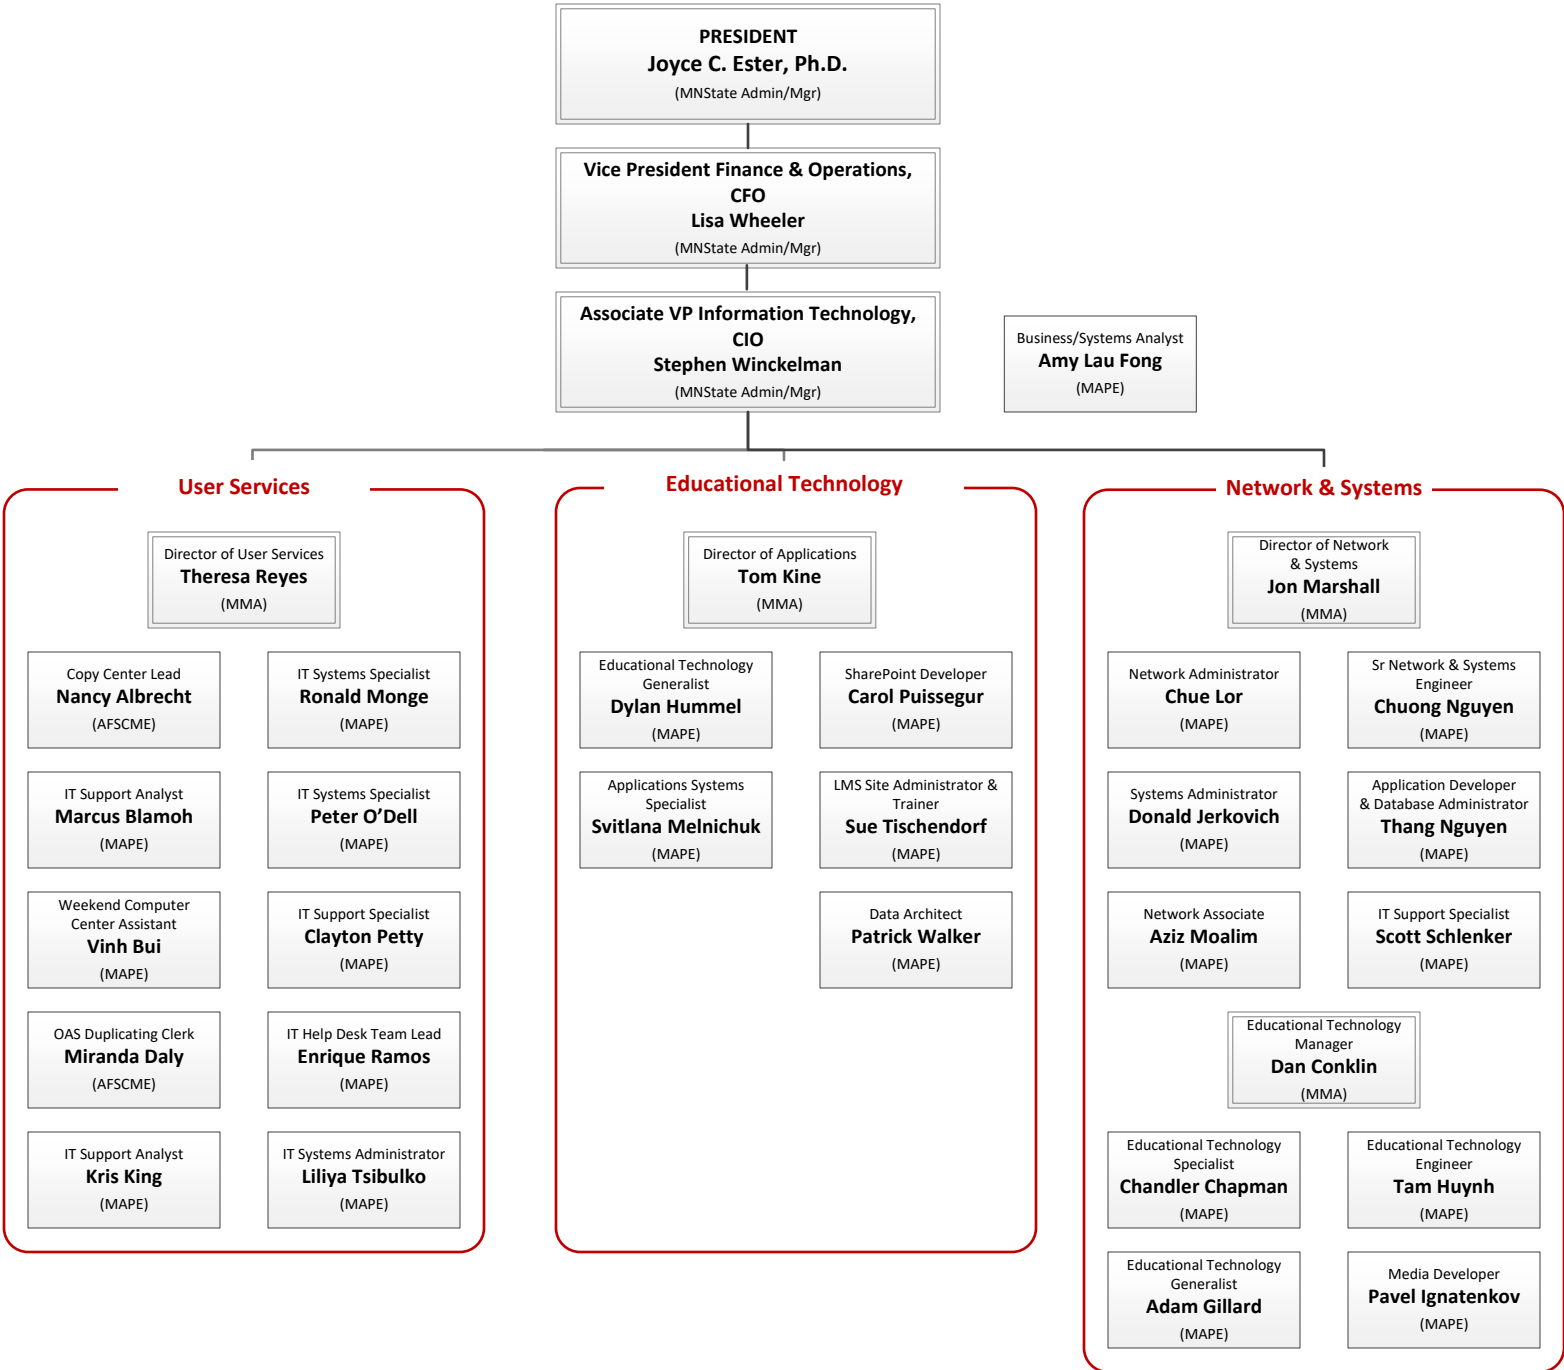 PRESIDENT
Joyce C. Ester, Ph.D.
(MNState Admin/Mgr)
Vice President Finance & Operations,
CFO
Lisa Wheeler
(MNState Admin/Mgr)
Associate VP Information Technology,
CIO
Stephen Winckelman
(MNState Admin/Mgr)
Business/Systems Analyst
Amy Lau Fong
(MAPE)
User Services
Director of User Services
Theresa Reyes
(MMA)
Copy Center Lead
Nancy Albrecht
(AFSCME)
IT Systems Specialist
Ronald Monge
(MAPE)
IT Support Analyst
Marcus Blamoh
(MAPE)
IT Systems Specialist
Peter O’Dell
(MAPE)
Weekend Computer
Center Assistant
Vinh Bui
(MAPE)
IT Support Specialist
Clayton Petty
(MAPE)
OAS Duplicating Clerk
Miranda Daly
(AFSCME)
IT Help Desk Team Lead
Enrique Ramos
(MAPE)
IT Support Analyst
Kris King
(MAPE)
IT Systems Administrator
Liliya Tsibulko
(MAPE)
Educational Technology
Director of Applications
Tom Kine
(MMA)
Educational Technology
Generalist
Dylan Hummel
(MAPE)
SharePoint Developer
Carol Puissegur
(MAPE)
Applications Systems
Specialist
Svitlana Melnichuk
(MAPE)
LMS Site Administrator &
Trainer
Sue Tischendorf
(MAPE)
Data Architect
Patrick Walker
(MAPE)
Network & Systems
Director of Network
& Systems
Jon Marshall
(MMA)
Network Administrator
Chue Lor
(MAPE)
Sr Network & Systems
Engineer
Chuong Nguyen
(MAPE)
Systems Administrator
Donald Jerkovich
(MAPE)
Application Developer
& Database Administrator
Thang Nguyen
(MAPE)
Network Associate
Aziz Moalim
(MAPE)
IT Support Specialist
Scott Schlenker
(MAPE)
Educational Technology
Manager
Dan Conklin
(MMA)
Educational Technology
Specialist
Chandler Chapman
(MAPE)
Educational Technology
Engineer
Tam Huynh
(MAPE)
Educational Technology
Generalist
Adam Gillard
(MAPE)
Media Developer
Pavel Ignatenkov
(MAPE)